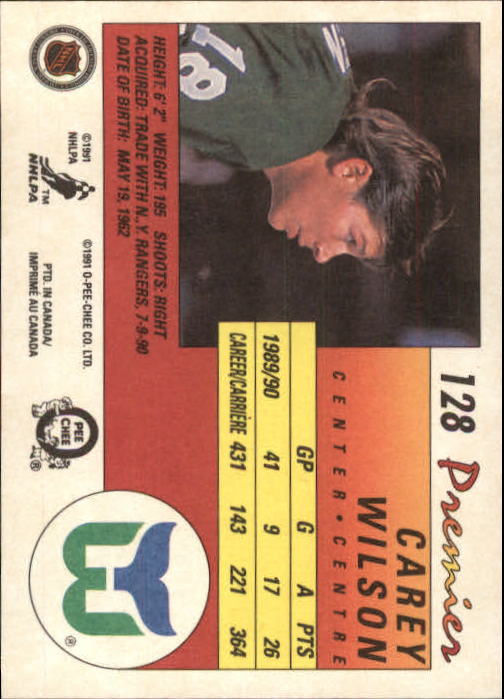 128 Premier
CAREY
WILSON
CENTER • CENTRE
GP G A PTS
1989/90 41 9 17 26
CAREER/CARRIÈRE 431 143 221 364
18
HEIGHT: 6' 2" WEIGHT: 195 SHOOTS: RIGHT
ACQUIRED: TRADE WITH N.Y. RANGERS, 7-9-90
DATE OF BIRTH: MAY 19, 1962
NHL
©1991
NHLPA
TM
NHLPA
©1991 O-PEE-CHEE CO. LTD.
PTD. IN CANADA/
IMPRIMÉ AU CANADA
O
PEE
CHEE
®
®